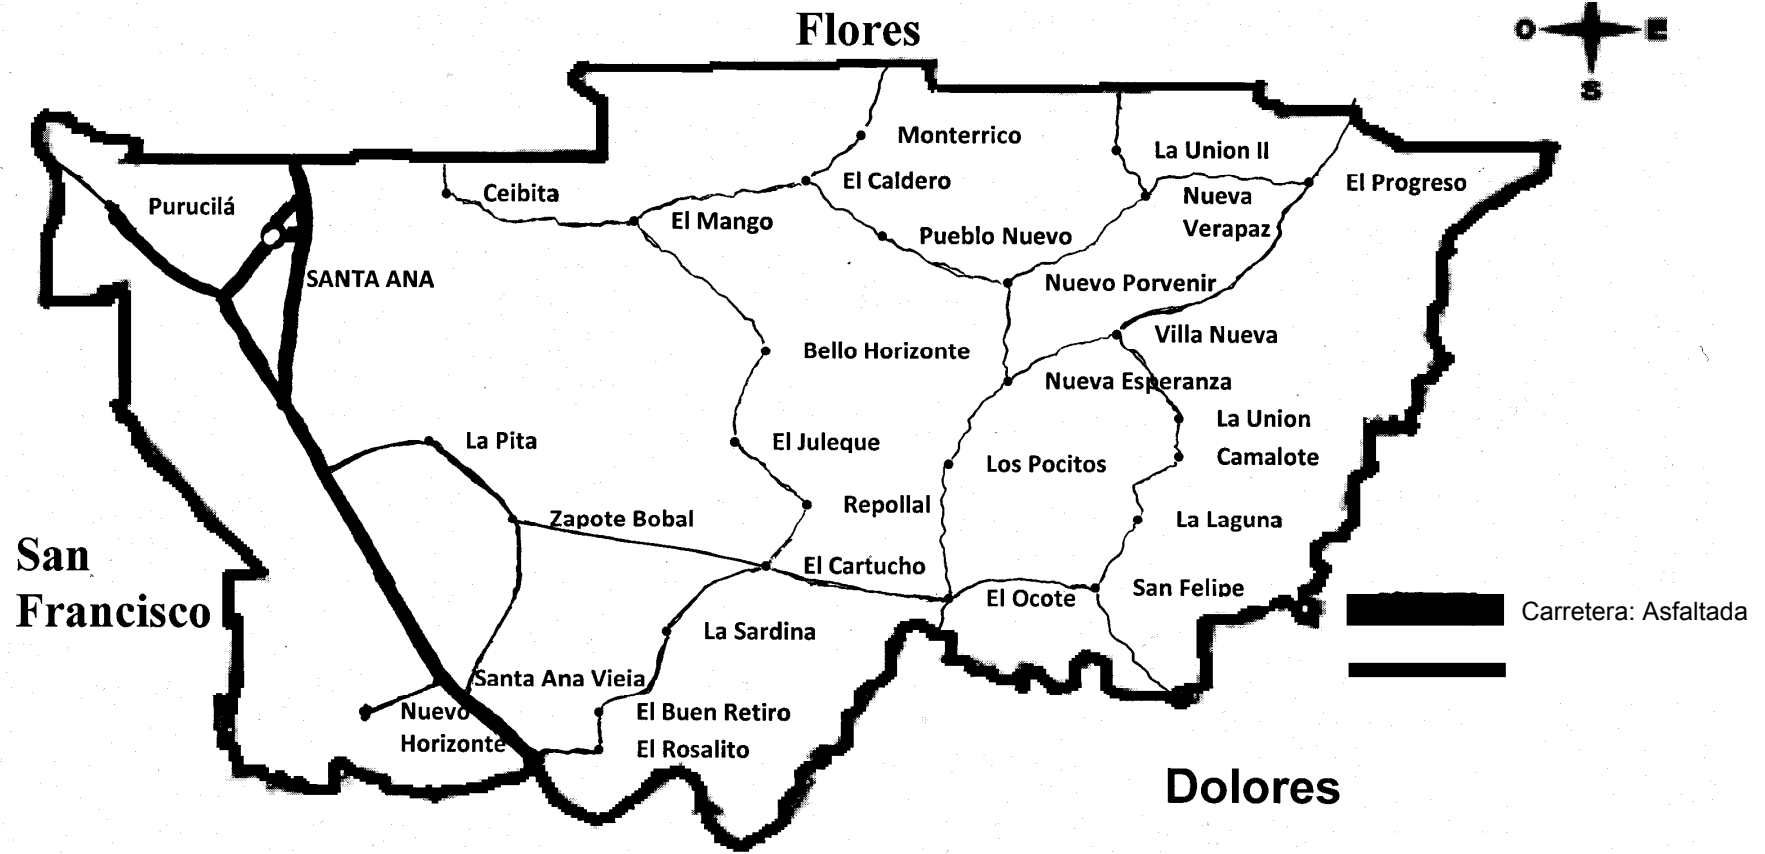 Flores
O E
S
Monterrico
La Union II
El Caldero
El Progreso
Ceibita
Nueva
Verapaz
Purucilá
El Mango
Pueblo Nuevo
SANTA ANA
Nuevo Porvenir
Villa Nueva
Bello Horizonte
Nueva Esperanza
La Union
La Pita
El Juleque
Camalote
Los Pocitos
Repollal
Zapote Bobal
La Laguna
San
Francisco
El Cartucho
San Felipe
El Ocote
Carretera: Asfaltada
La Sardina
Santa Ana Vieia
Nuevo
Horizonte
El Buen Retiro
El Rosalito
Dolores